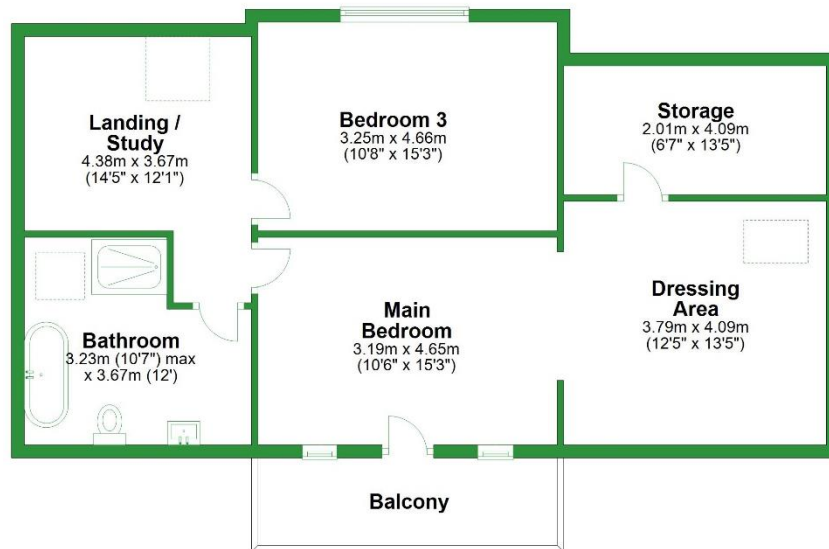 Landing /
Study
4.38m x 3.67m
(14'5" x 12'1")
Bedroom 3
3.25m x 4.66m
(10'8" x 15'3")
Storage
2.01m x 4.09m
(6'7" x 13'5")
Bathroom
3.23m (10'7") max
x 3.67m (12')
Main
Bedroom
3.19m x 4.65m
(10'6" x 15'3")
Dressing
Area
3.79m x 4.09m
(12'5" x 13'5")
Balcony